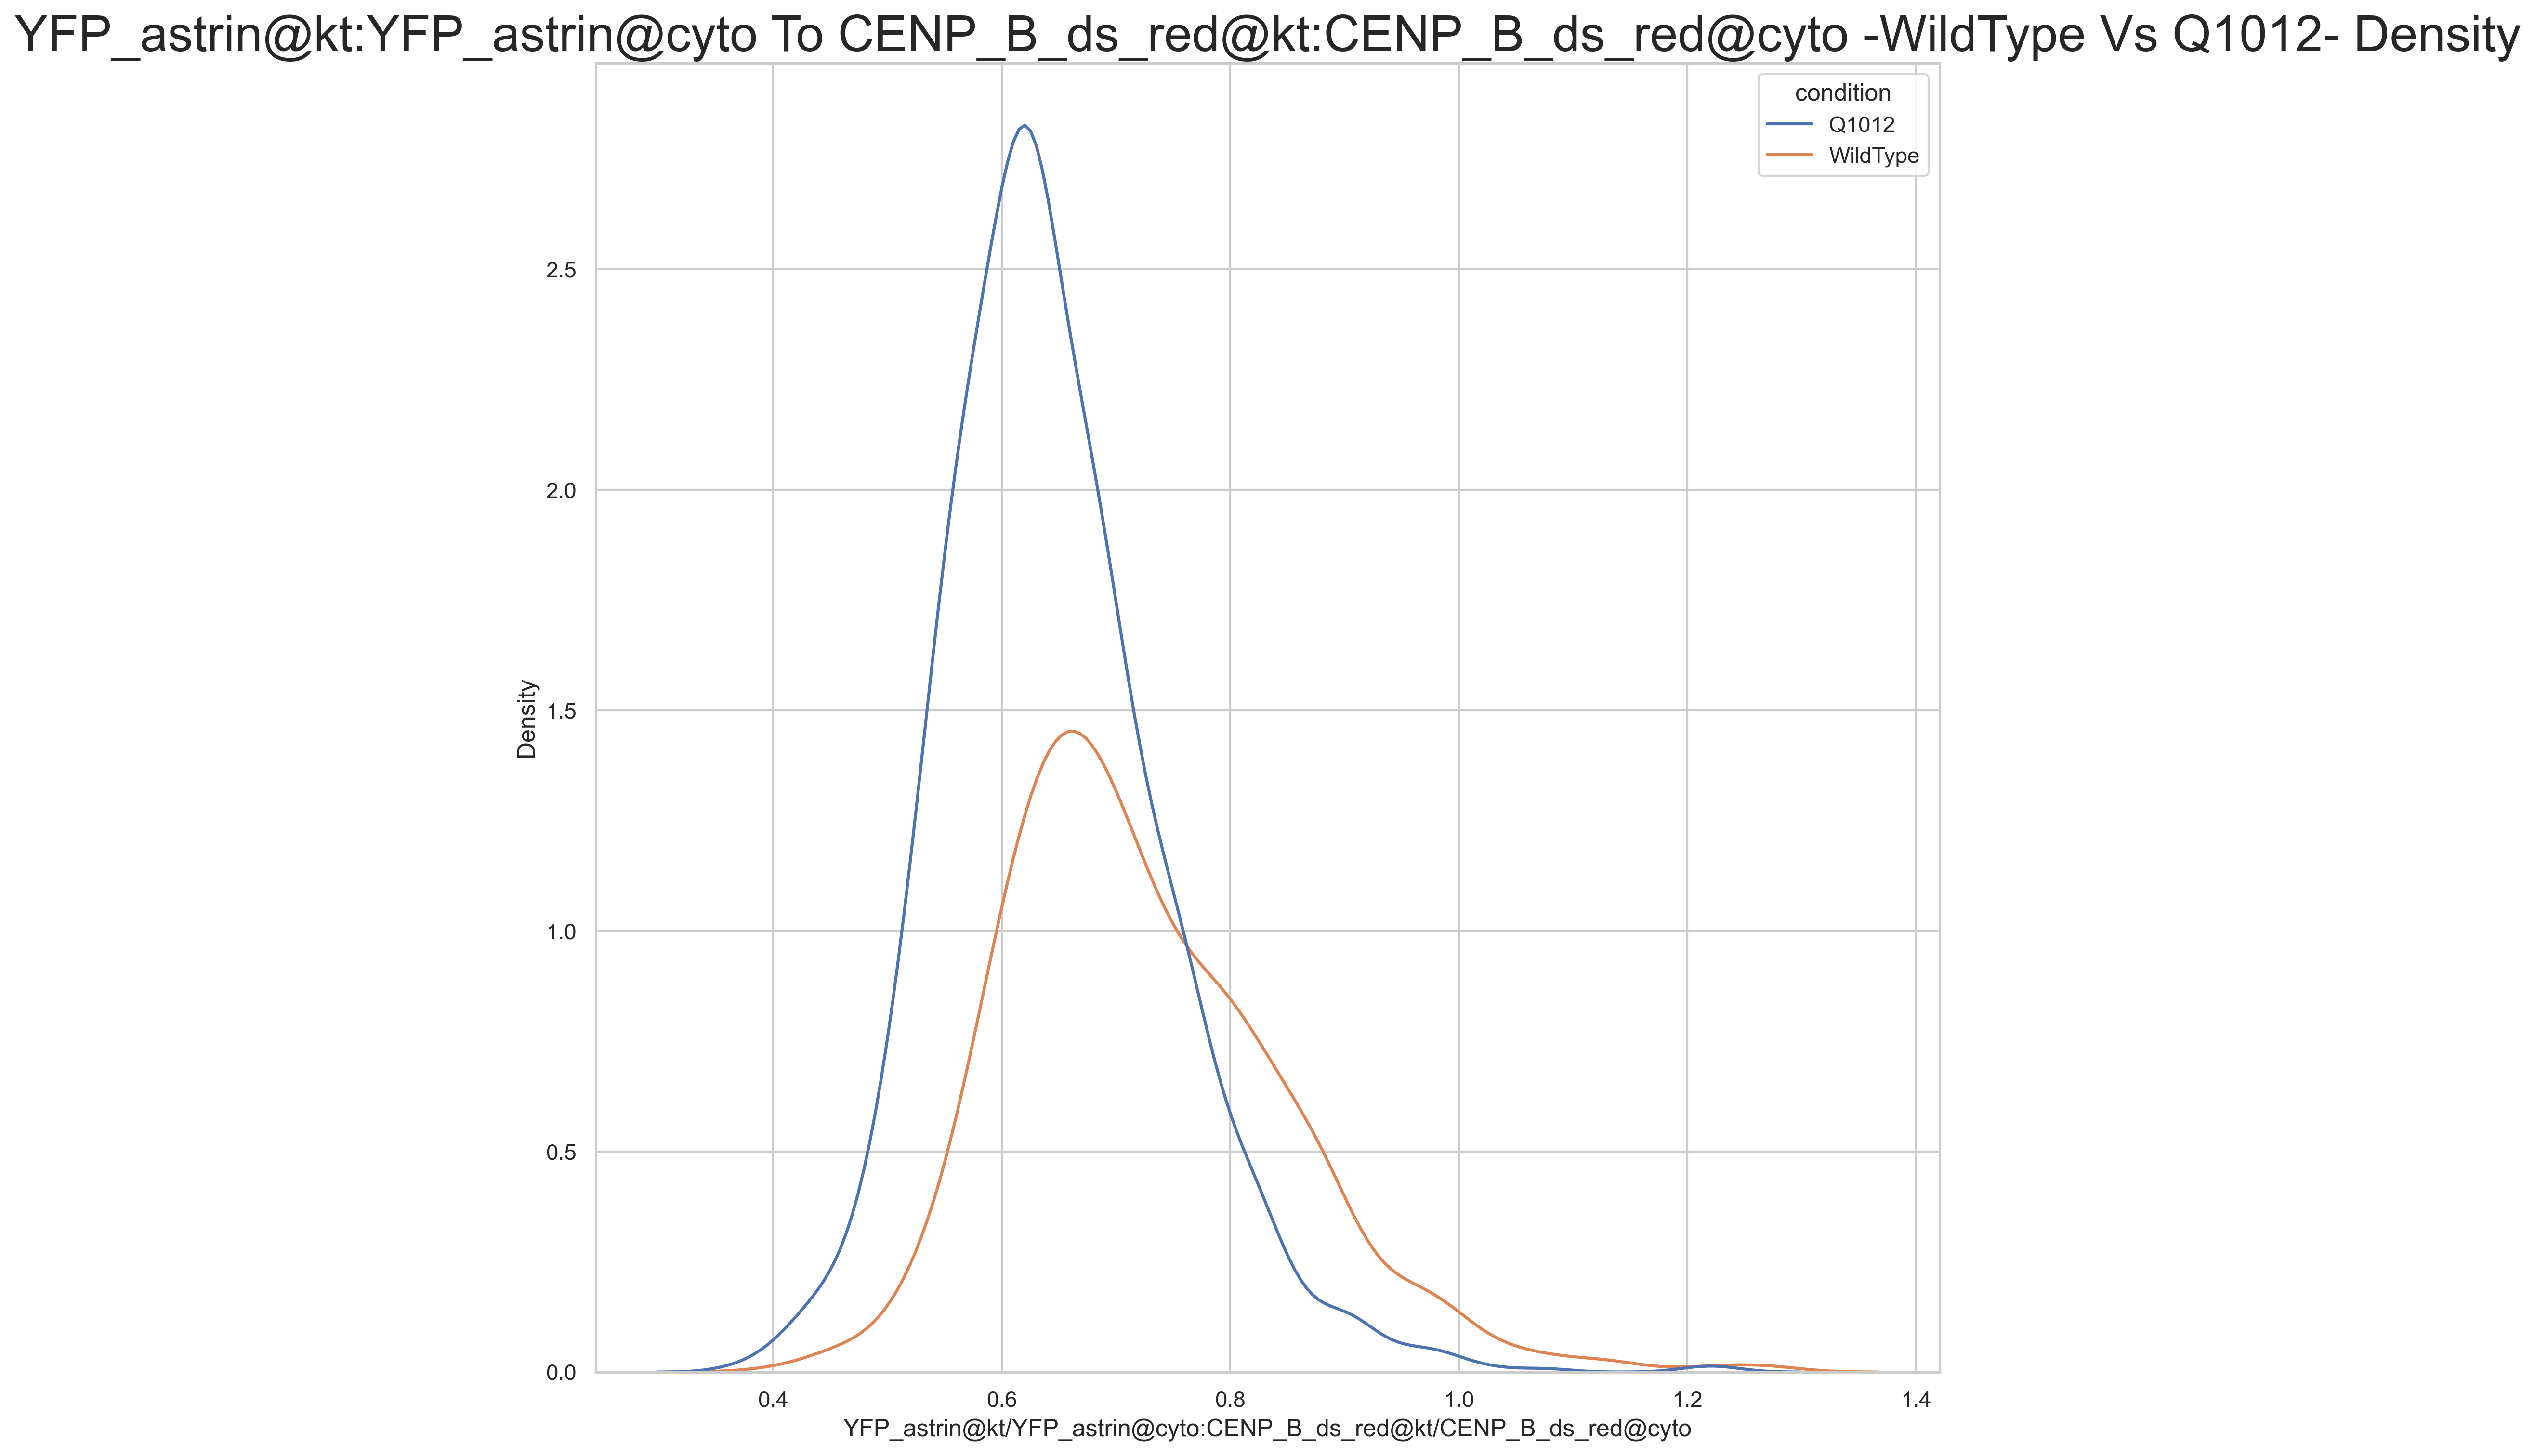 YFP_astrin@kt:YFP_astrin@cyto To CENP_B_ds_red@kt:CENP_B_ds_red@cyto -WildType Vs Q1012- Density
condition
Q1012
WildType
2.5
2.0
1.5
1.0
0.5
0.0
Density
0.4 0.6 0.8 1.0 1.2 1.4
YFP_astrin@kt/YFP_astrin@cyto:CENP_B_ds_red@kt/CENP_B_ds_red@cyto